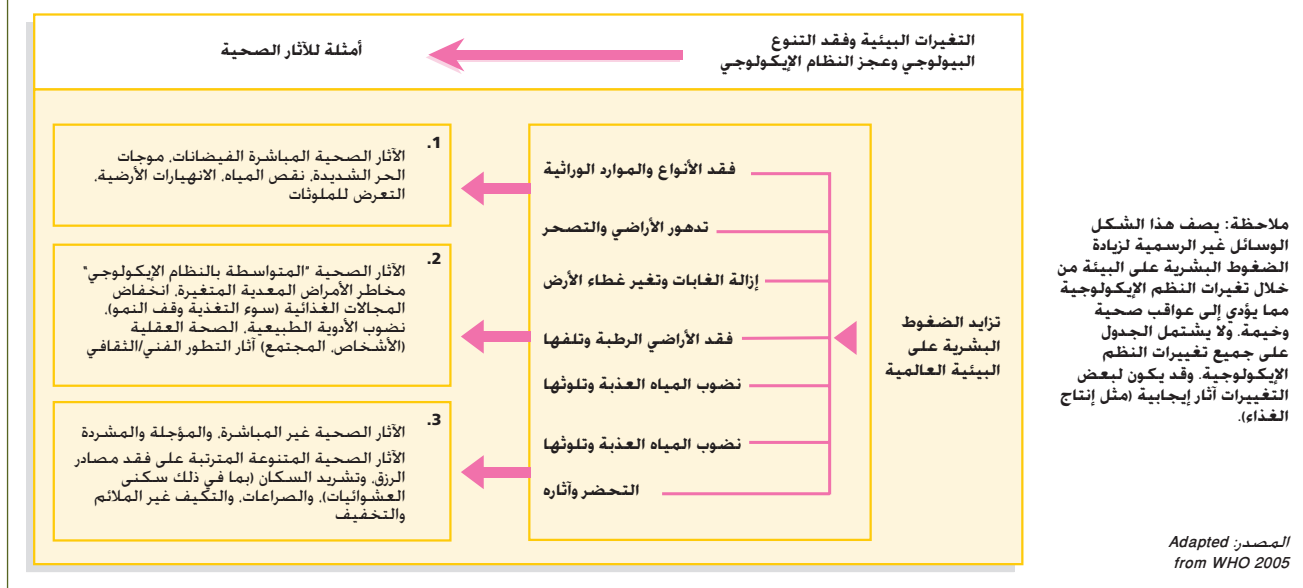 التغيرات البيئية وفقد التنوع
البيولوجي وعجز النظام الإيكولوجي
أمثلة للآثار الصحية
تزايد الضغوط
البشرية على
البيئية العالمية
فقد الأنواع والموارد الوراثية
تدهور الأراضي والتصحر
إزالة الغابات وتغير غطاء الأرض
فقد الأراضي الرطبة وتلفها
نضوب المياه العذبة وتلوثها
نضوب المياه العذبة وتلوثها
التحضر وآثاره
.1
الآثار الصحية المباشرة الفيضانات، موجات
الحر الشديدة، نقص المياه، الانهيارات الأرضية،
التعرض للملوثات
.2
الآثار الصحية "المتواسطة بالنظام الإيكولوجي"
مخاطر الأمراض المعدية المتغيرة، انخفاض
المجالات الغذائية (سوء التغذية وقف النمو)،
نضوب الأدوية الطبيعية، الصحة العقلية
(الأشخاص، المجتمع) آثار التطور الفني/الثقافي
.3
الآثار الصحية غير المباشرة، والمؤجلة والمشردة
الآثار الصحية المتنوعة المترتبة على فقد مصادر
الرزق، وتشريد السكان (بما في ذلك سكنى
العشوائيات)، والصراعات، والتكيف غير الملائم
والتخفيف
ملاحظة: يصف هذا الشكل
الوسائل غير الرسمية لزيادة
الضغوط البشرية على البيئة من
خلال تغيرات النظم الإيكولوجية
مما يؤدي إلى عواقب صحية
وخيمة. ولا يشتمل الجدول
على جميع تغييرات النظم
الإيكولوجية. وقد يكون لبعض
التغييرات آثار إيجابية (مثل إنتاج
الغذاء).
المصدر: Adapted
from WHO 2005